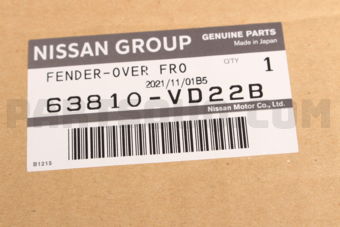 NISSAN GROUP
GENUINE PARTS
Made in Japan
FENDER-OVER FRO
QTY 1
2021/11/01B5
63810-VD22B
Nissan Motor Co., Ltd.
B1213